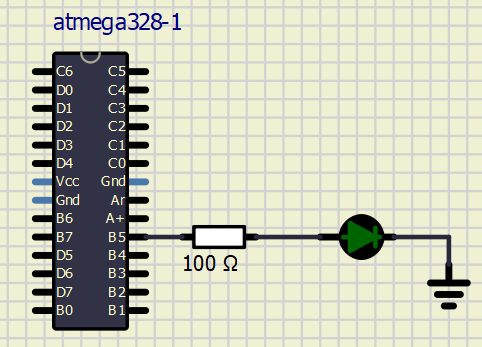 atmega328-1
C6 C5
D0 C4
D1 C3
D2 C2
D3 C1
D4 C0
Vcc Gnd
Gnd Ar
B6 A+
B7 B5
D5 B4
D6 B3
D7 B2
B0 B1
100 Ω